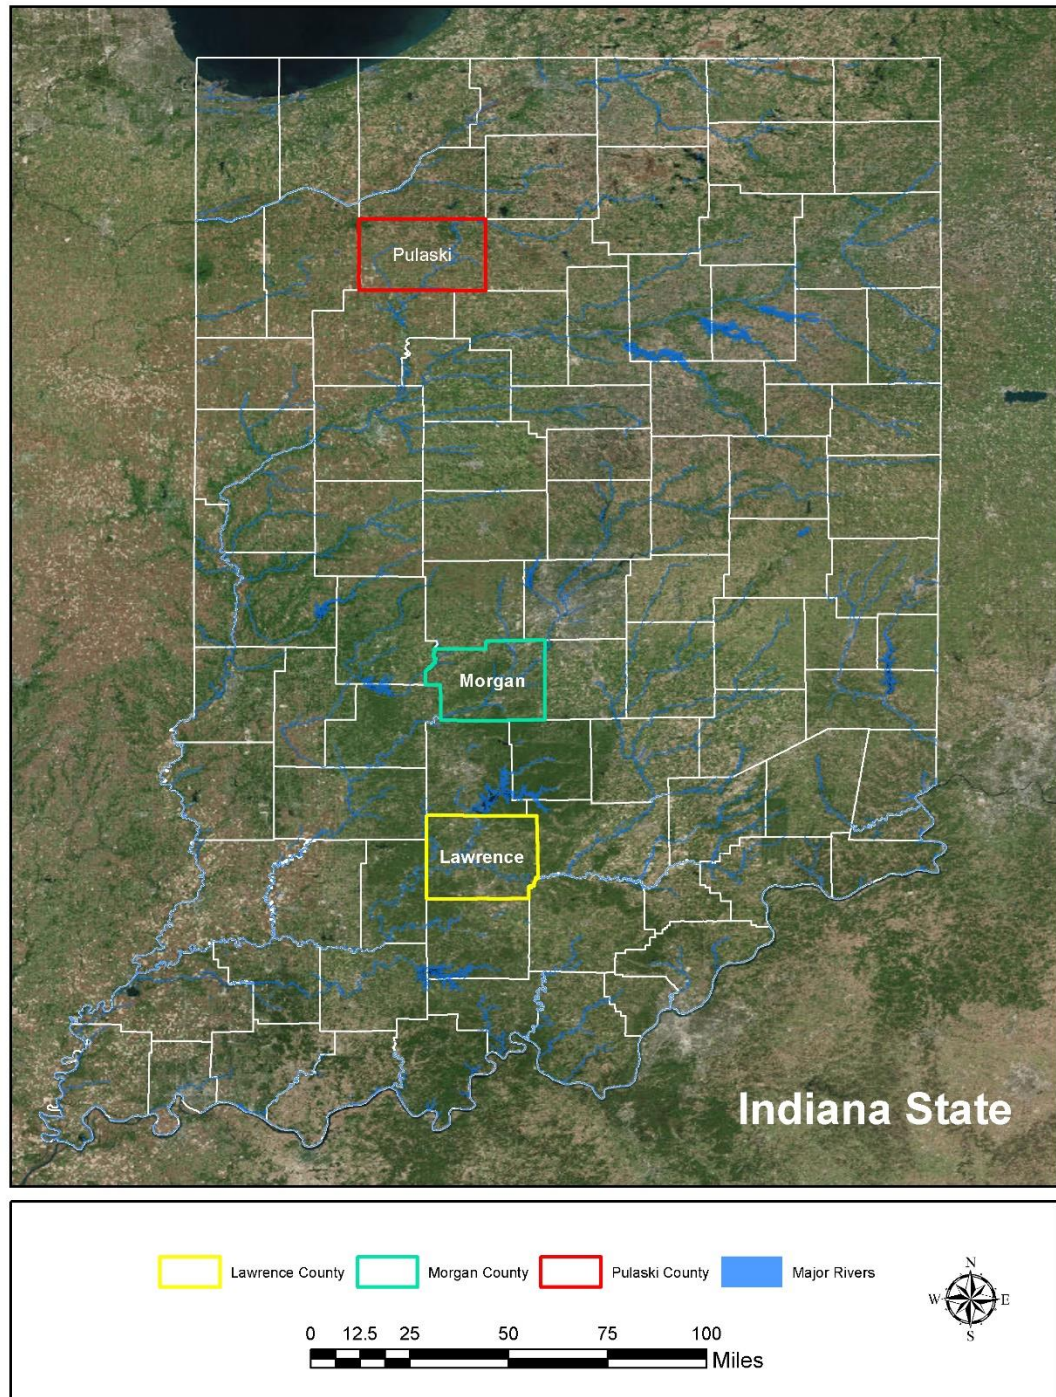 Pulaski
Morgan
Lawrence
Indiana State
Lawrence County Morgan County Pulaski County Major Rivers
N
W E
S
0 12.5 25 50 75 100
Miles